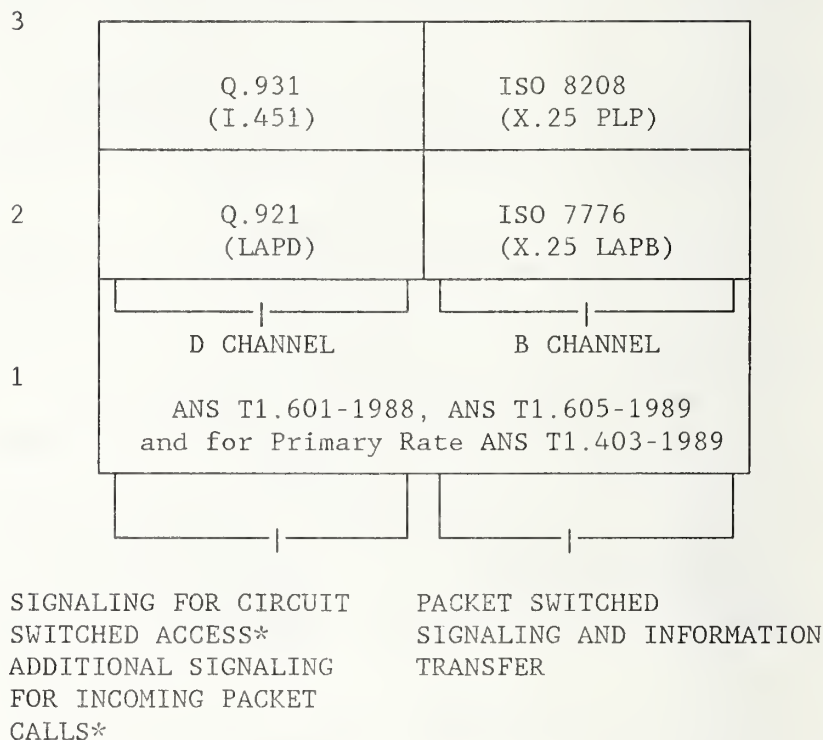 3
Q.931
(I.451)
ISO 8208
(X.25 PLP)
2
Q.921
(LAPD)
ISO 7776
(X.25 LAPB)
D CHANNEL
B CHANNEL
1
ANS T1.601-1988, ANS T1.605-1989
and for Primary Rate ANS T1.403-1989
SIGNALING FOR CIRCUIT
SWITCHED ACCESS*
ADDITIONAL SIGNALING
FOR INCOMING PACKET
CALLS*
PACKET SWITCHED
SIGNALING AND INFORMATION
TRANSFER